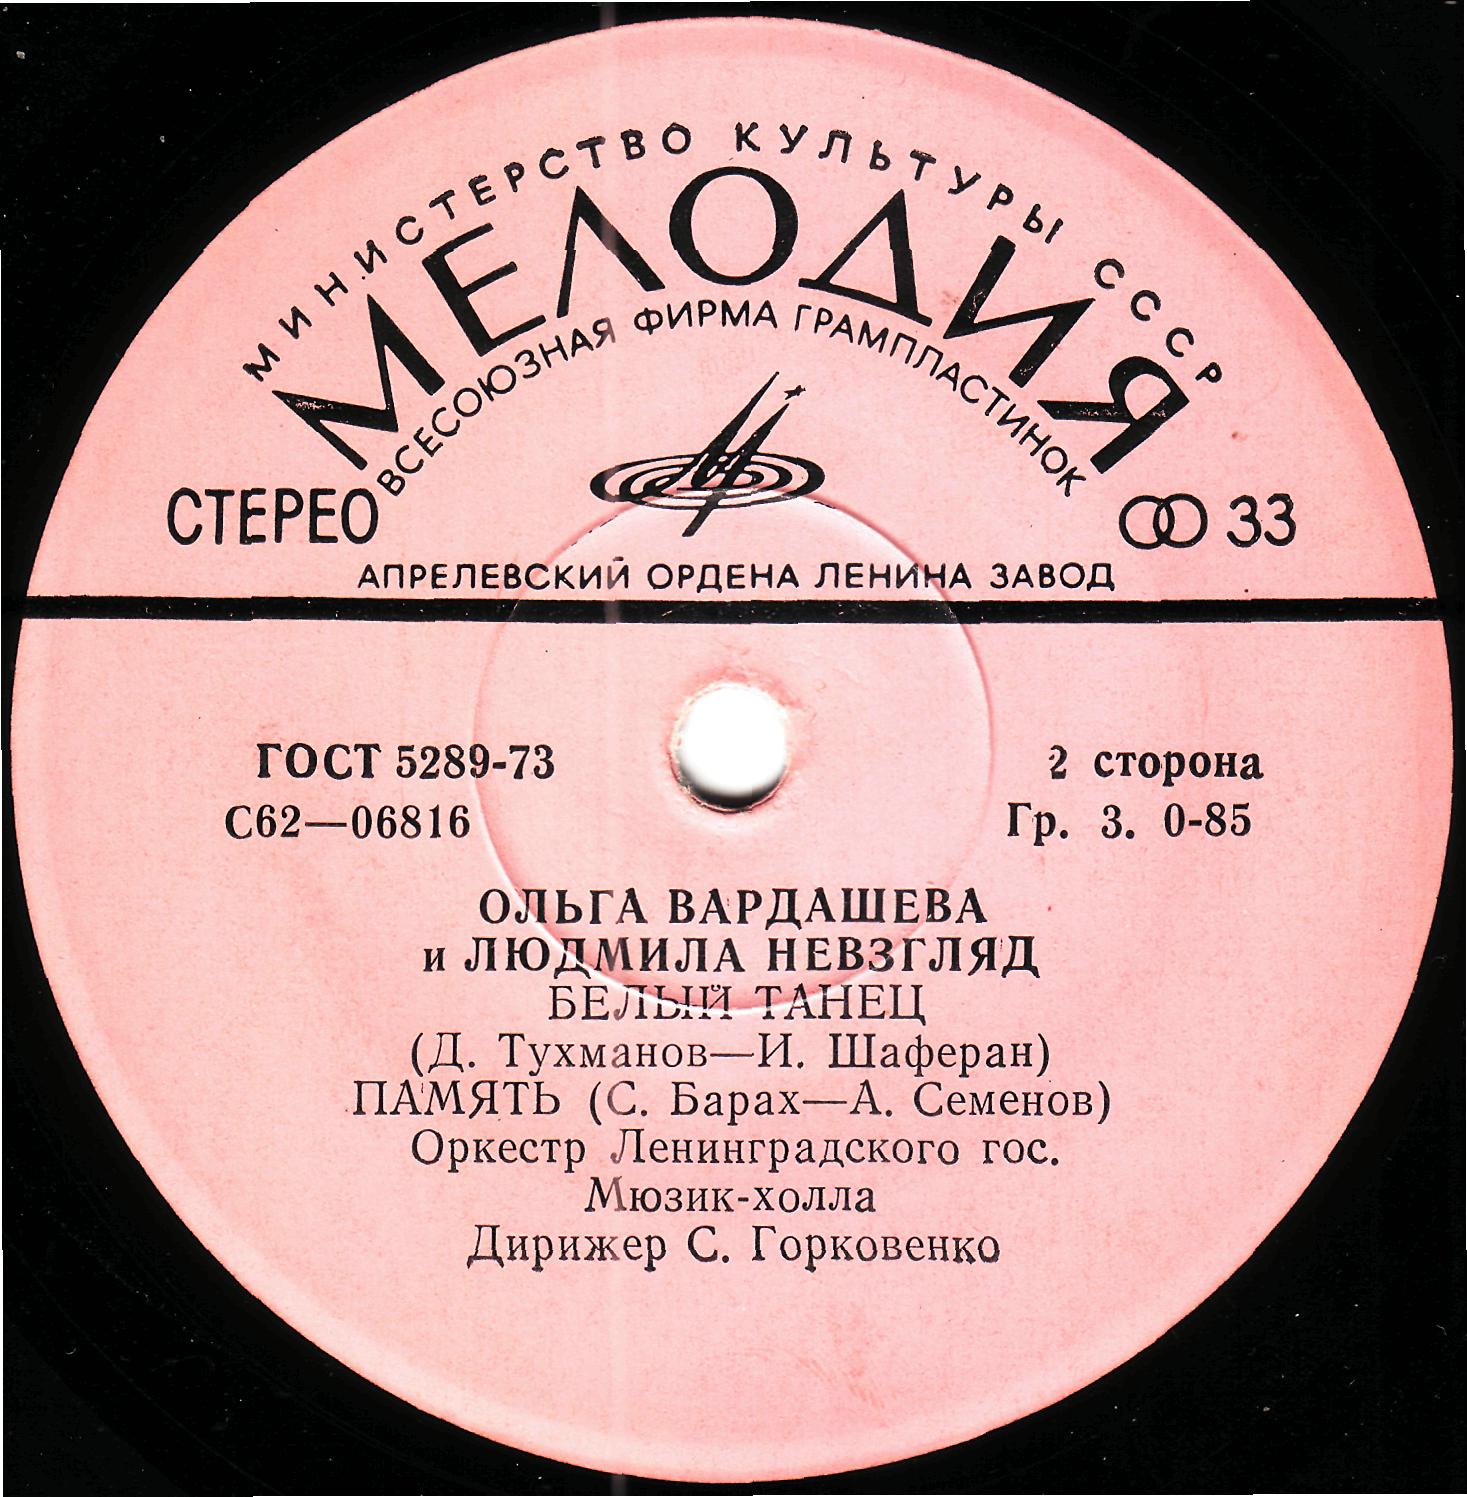 МИНИСТЕРСТВО КУЛЬТУРЫ СССР
МЕЛОДИЯ
ВСЕСОЮЗНАЯ ФИРМА ГРАМПЛАСТИНОК
СТЕРЕО
33
АПРЕЛЕВСКИЙ ОРДЕНА ЛЕНИНА ЗАВОД
ГОСТ 5289-73
2 сторона
С62—06816
Гр. 3. 0-85
ОЛЬГА ВАРДАШЕВА
и ЛЮДМИЛА НЕВЗГЛЯД
БЕЛЫЙ ТАНЕЦ
(Д. Тухманов—И. Шаферан)
ПАМЯТЬ (С. Барах—А. Семенов)
Оркестр Ленинградского гос.
Мюзик-холла
Дирижер С. Горковенко